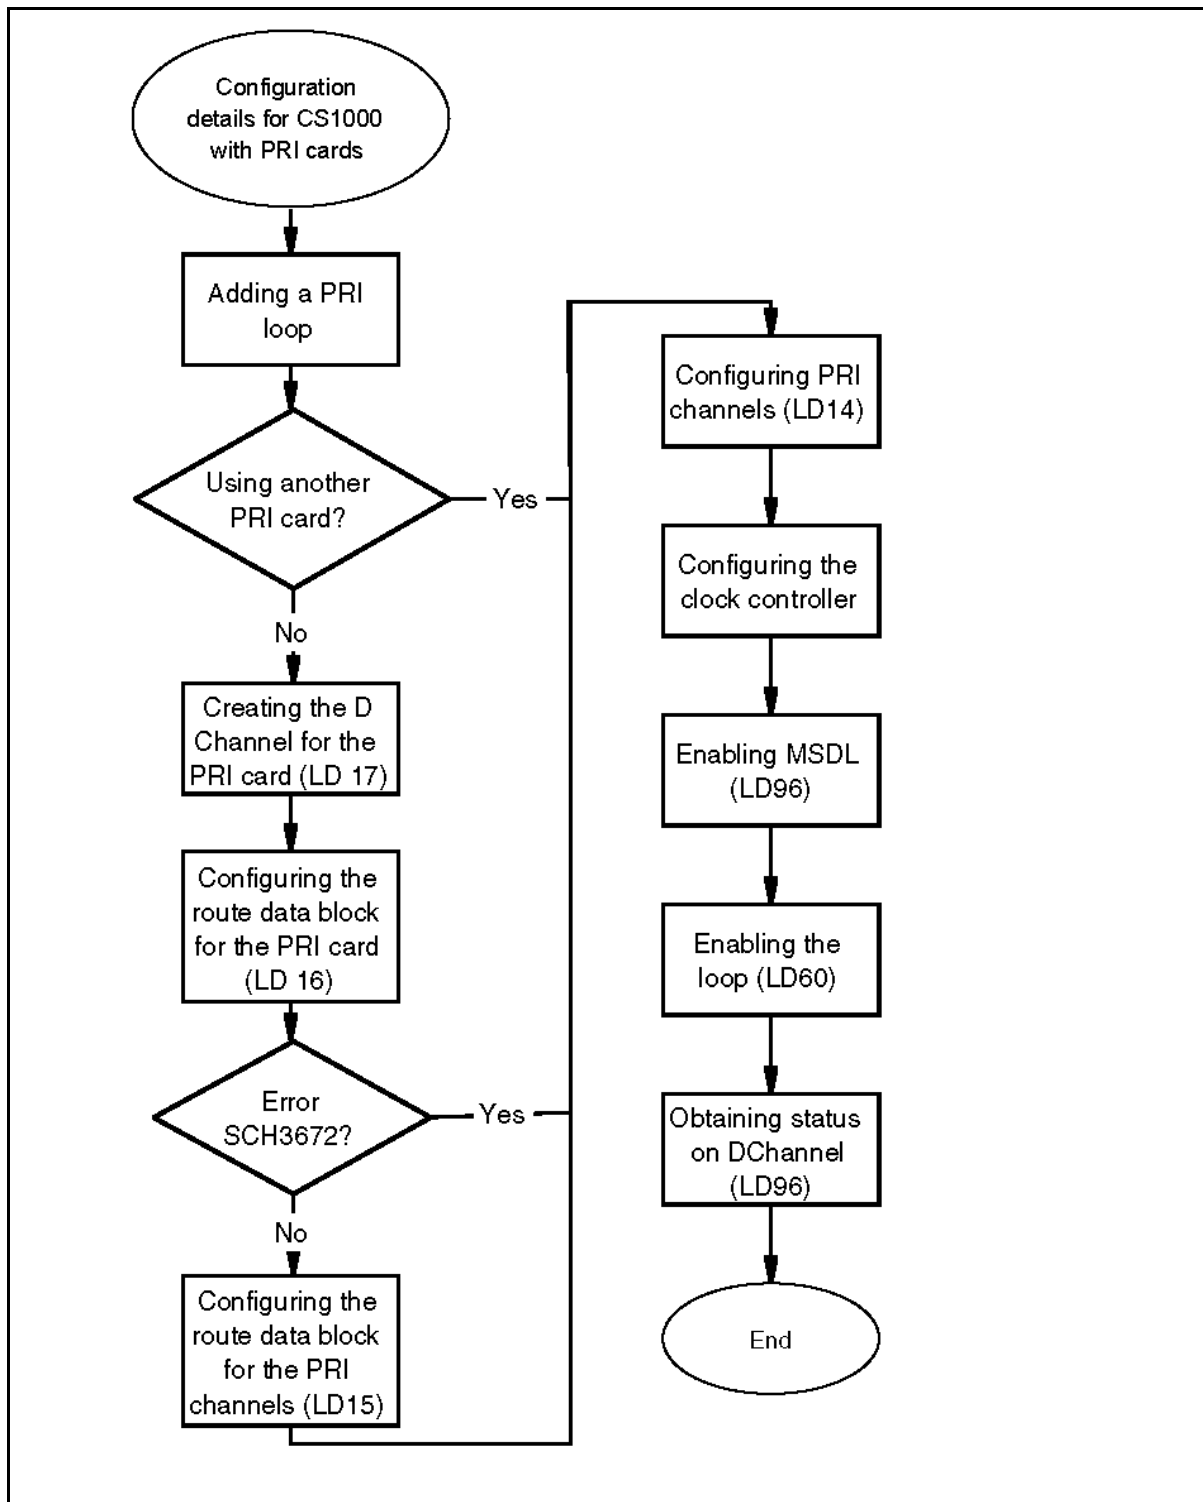 Configuration
details for CS1000
with PRI cards
Adding a PRI
loop
Using another
PRI card?
Yes
No
Creating the D
Channel for the
PRI card (LD 17)
Configuring the
route data block
for the PRI card
(LD 16)
Error
SCH3672?
Yes
No
Configuring the
route data block
for the PRI
channels (LD15)
Configuring PRI
channels (LD14)
Configuring the
clock controller
Enabling MSDL
(LD96)
Enabling the
loop (LD60)
Obtaining status
on DChannel
(LD96)
End